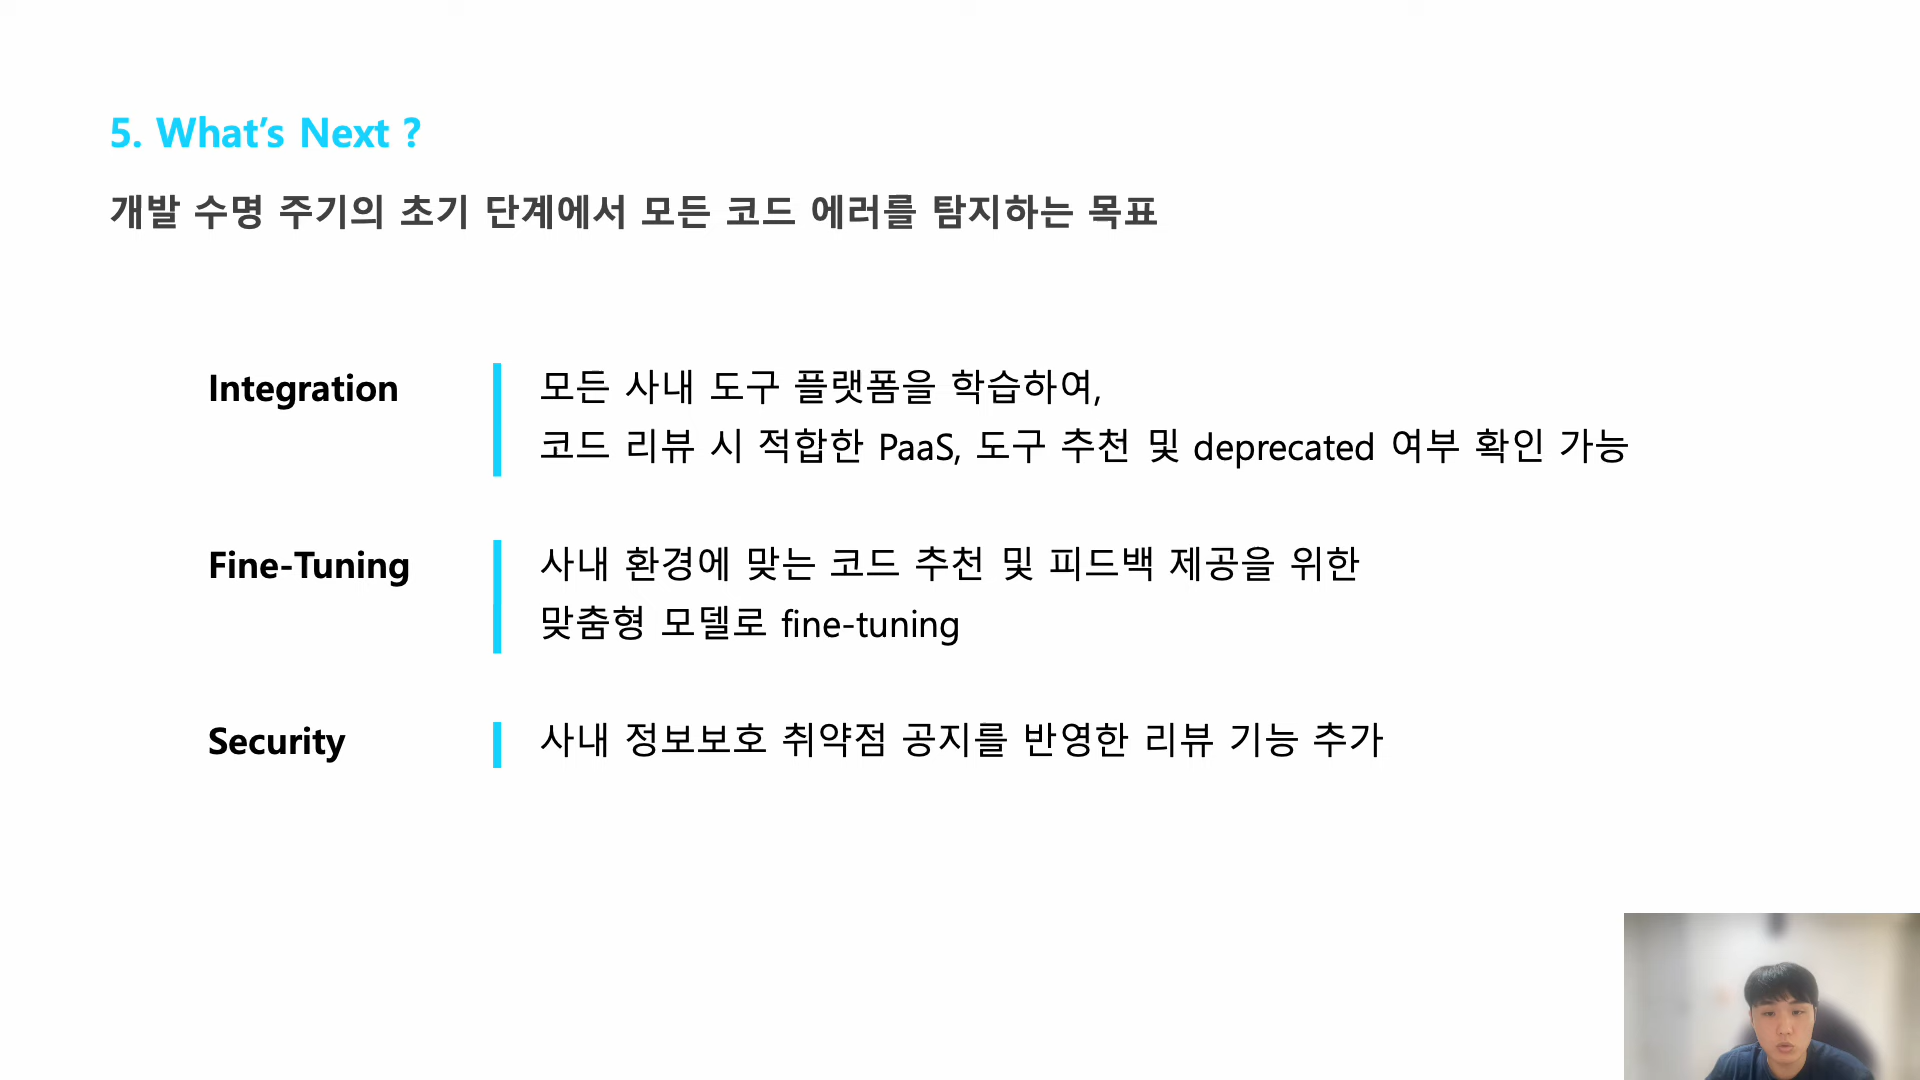 5. What’s Next ?
개발 수명 주기의 초기 단계에서 모든 코드 에러를 탐지하는 목표
Integration
모든 사내 도구 플랫폼을 학습하여,
코드 리뷰 시 적합한 PaaS, 도구 추천 및 deprecated 여부 확인 가능
Fine-Tuning
사내 환경에 맞는 코드 추천 및 피드백 제공을 위한
맞춤형 모델로 fine-tuning
Security
사내 정보보호 취약점 공지를 반영한 리뷰 기능 추가